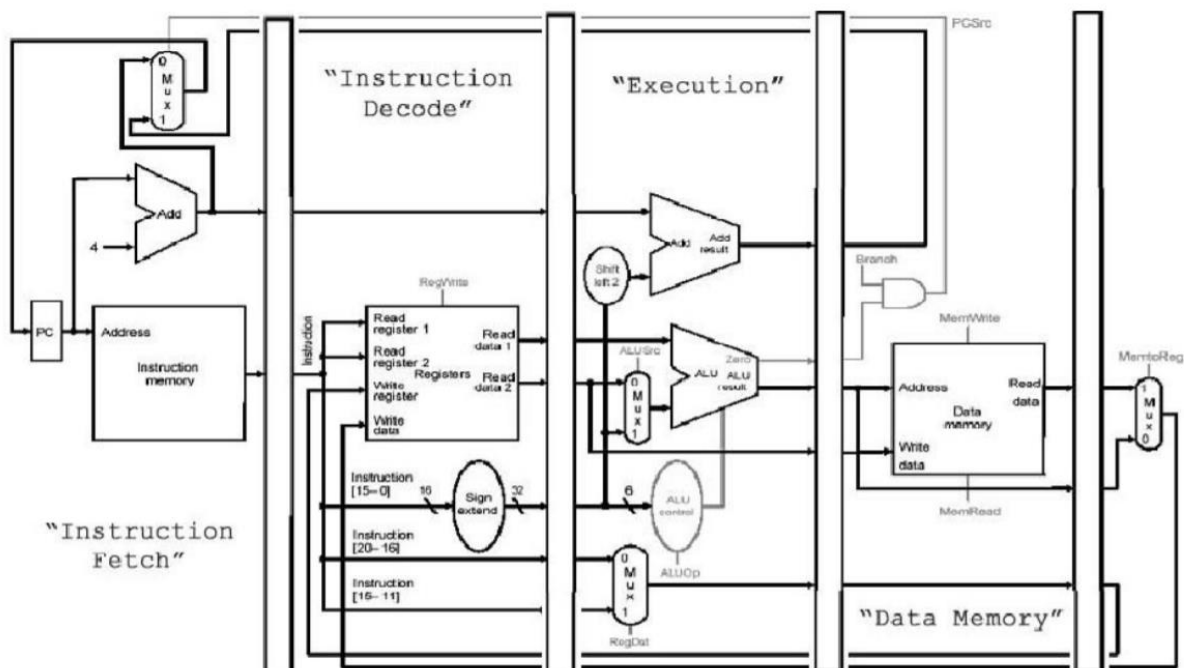 PCSrc
0
M
u
x
1
“Instruction
Decode”
“Execution”
Add
4
Add
Add
result
Shift
left 2
Branch
RegWrite
MemWrite
PC
Address
Instruction
memory
Instruction
Read
register 1
Read
register 2
Write
register
Write
data
Registers
Read
data 1
Read
data 2
ALUSrc
0
M
u
x
1
Zero
ALU
ALU
result
Address
Read
data
Data
memory
Write
data
MemtoReg
1
M
u
x
0
Instruction
[15–0]
16
Sign
extend
32
6
ALU
control
MemRead
“Instruction
Fetch”
Instruction
[20–16]
Instruction
[15–11]
0
M
u
x
1
ALUOp
RegDst
“Data Memory”